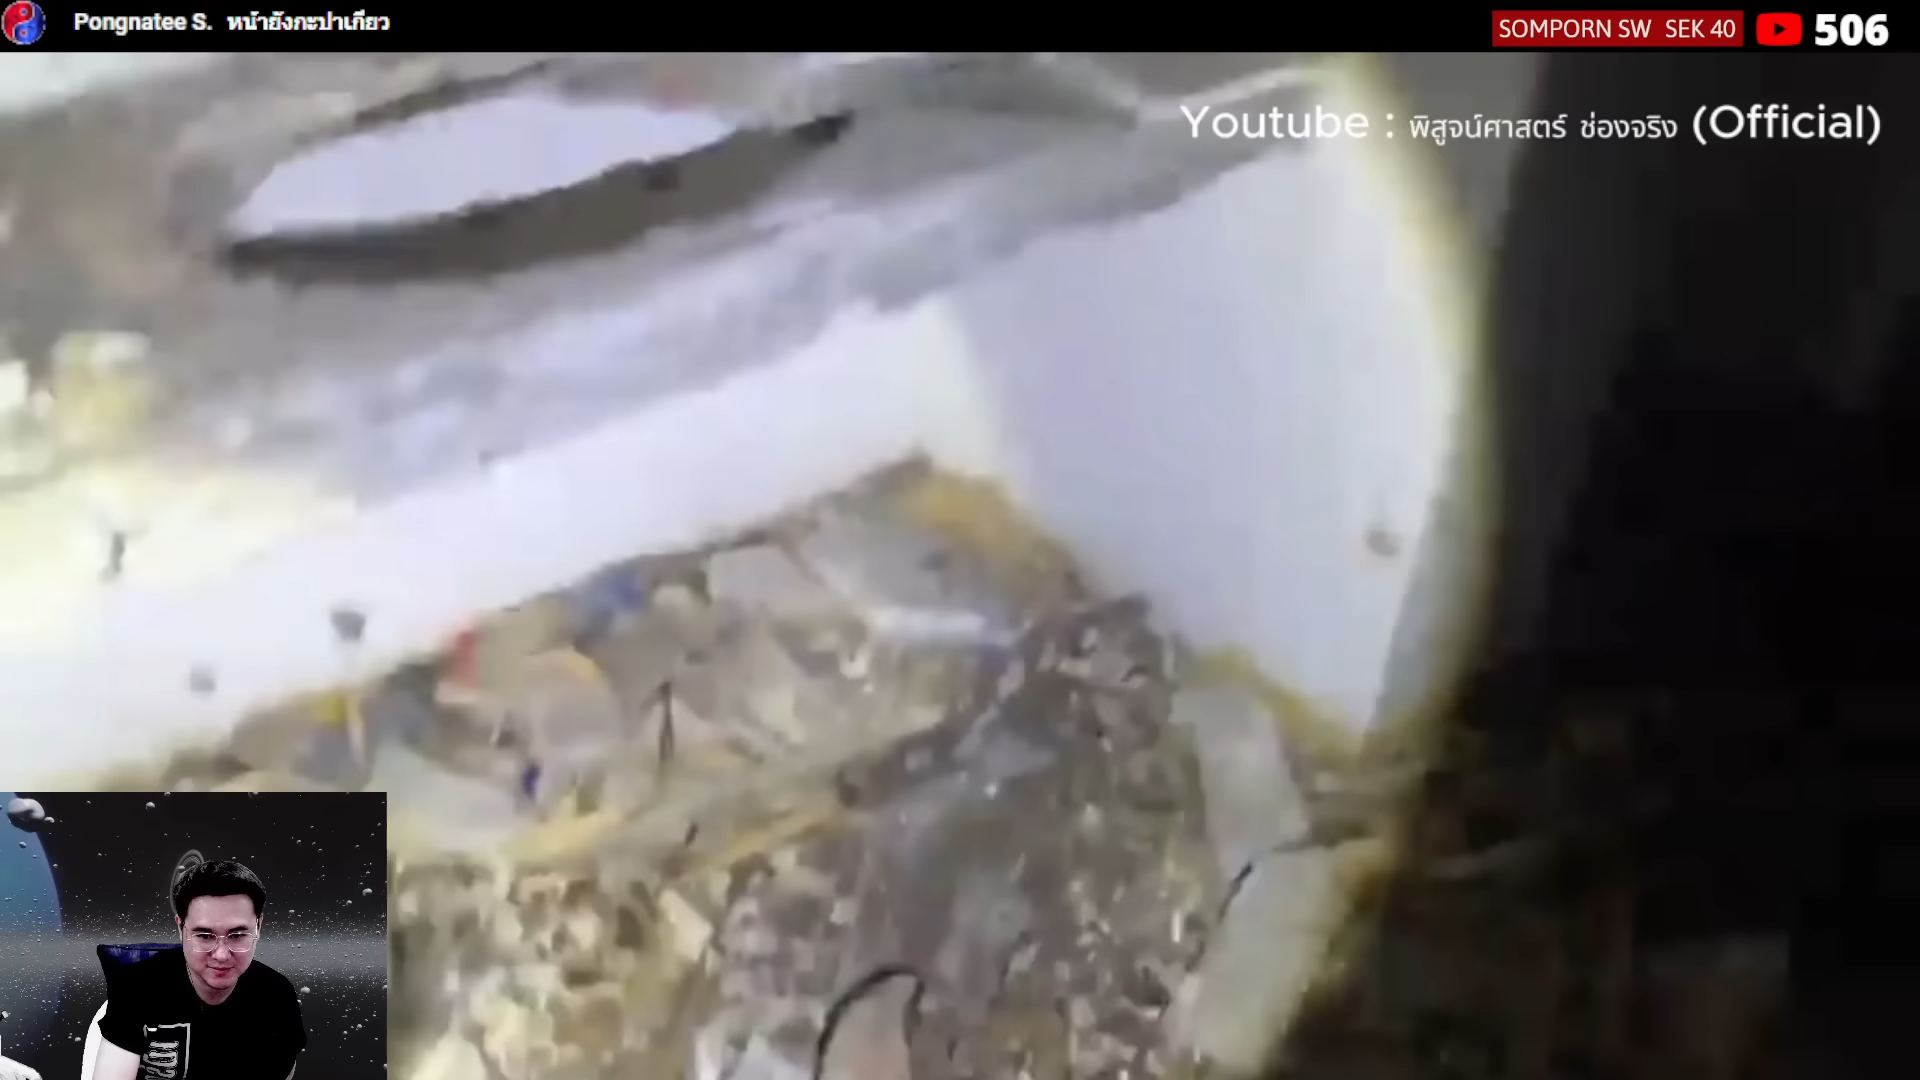 Pongnatee S. หน้ายังกะปาเกียว
SOMPORN SW SEK 40
506
Youtube : พิสูจน์ศาสตร์ ช่องจริง (Official)